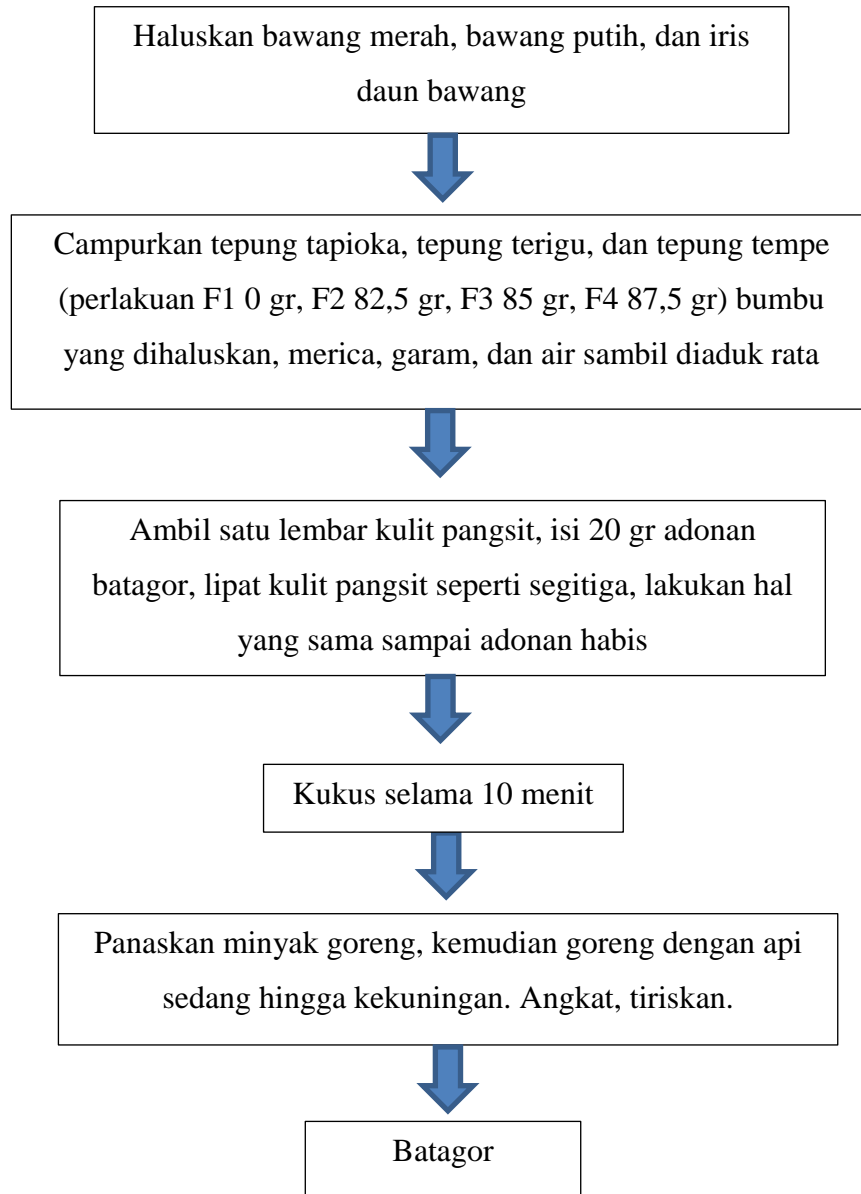 Haluskan bawang merah, bawang putih, dan iris
daun bawang
Campurkan tepung tapioka, tepung terigu, dan tepung tempe
(perlakuan F1 0 gr, F2 82,5 gr, F3 85 gr, F4 87,5 gr) bumbu
yang dihaluskan, merica, garam, dan air sambil diaduk rata
Ambil satu lembar kulit pangsit, isi 20 gr adonan
batagor, lipat kulit pangsit seperti segitiga, lakukan hal
yang sama sampai adonan habis
Kukus selama 10 menit
Panaskan minyak goreng, kemudian goreng dengan api
sedang hingga kekuningan. Angkat, tiriskan.
Batagor